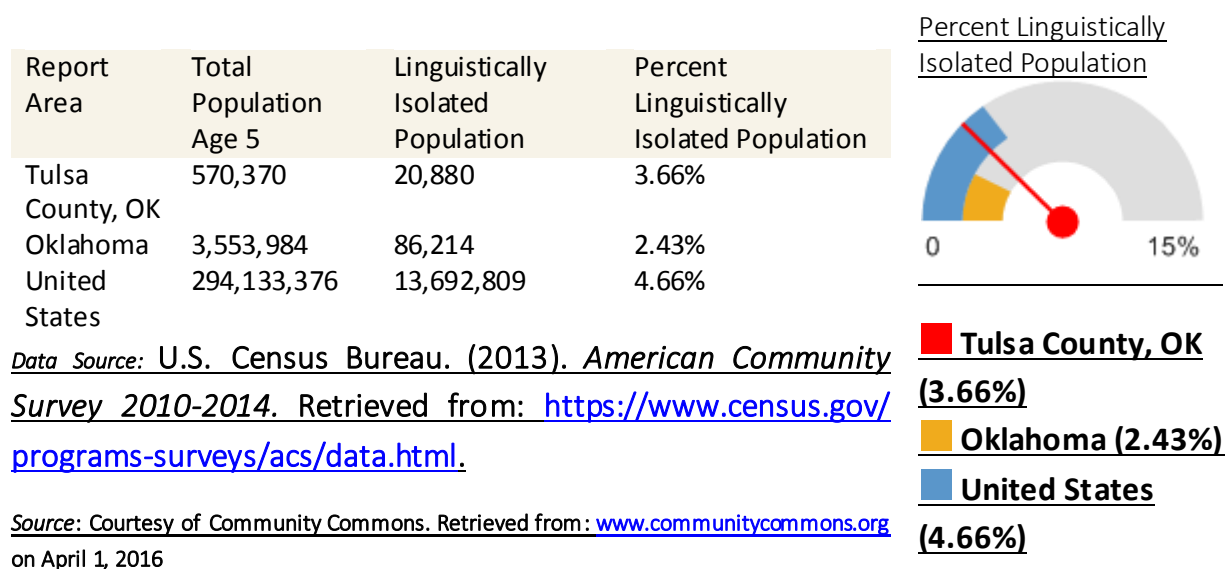 Report Total Linguistically Percent
Area Population Isolated Linguistically
Age 5 Population Isolated Population
Tulsa 570,370 20,880 3.66%
County, OK
Oklahoma 3,553,984 86,214 2.43%
United 294,133,376 13,692,809 4.66%
States
Data Source: U.S. Census Bureau. (2013). American Community
Survey 2010-2014. Retrieved from: https://www.census.gov/
programs-surveys/acs/data.html.
Source: Courtesy of Community Commons. Retrieved from: www.communitycommons.org
on April 1, 2016
Percent Linguistically
Isolated Population
0 15%
Tulsa County, OK
(3.66%)
Oklahoma (2.43%)
United States
(4.66%)